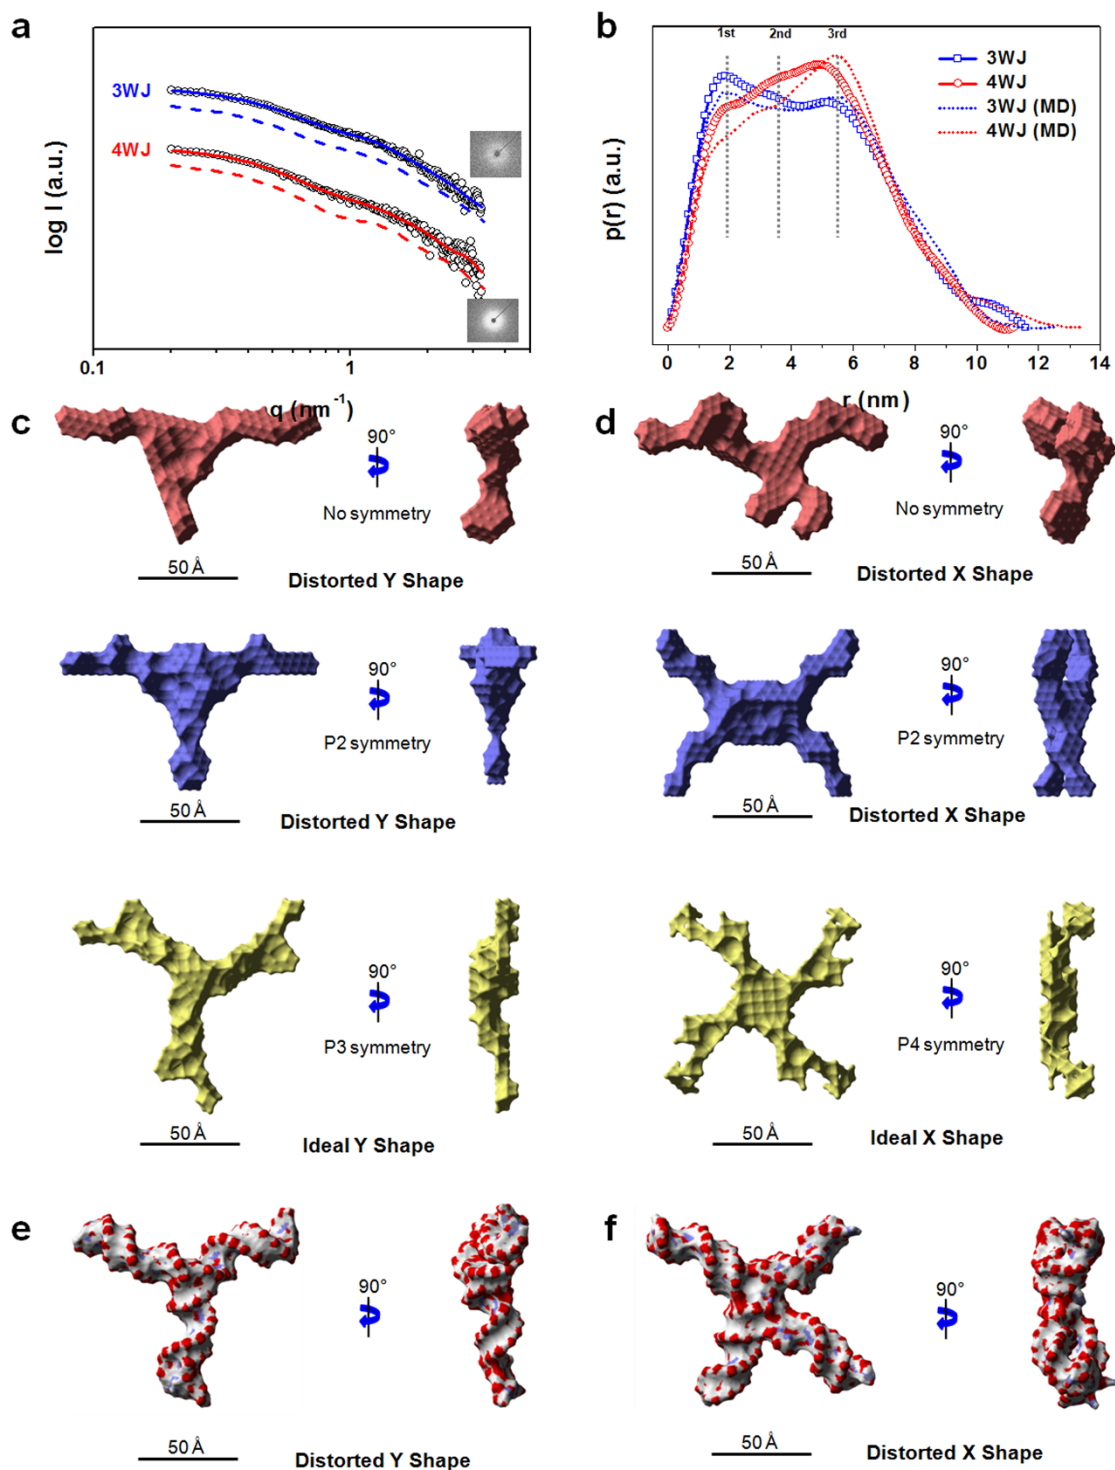 a
3WJ
4WJ
log I (a.u.)
0.1
1
q (nm⁻¹)
b
1st 2nd 3rd
3WJ
4WJ
3WJ (MD)
4WJ (MD)
p(r) (a.u.)
0 2 4 6 8 10 12 14
r (nm)
c
90°
No symmetry
50 Å
Distorted Y Shape
90°
P2 symmetry
50 Å
Distorted Y Shape
90°
P3 symmetry
50 Å
Ideal Y Shape
d
90°
No symmetry
50 Å
Distorted X Shape
90°
P2 symmetry
50 Å
Distorted X Shape
90°
P4 symmetry
50 Å
Ideal X Shape
e
90°
50 Å
Distorted Y Shape
f
90°
50 Å
Distorted X Shape